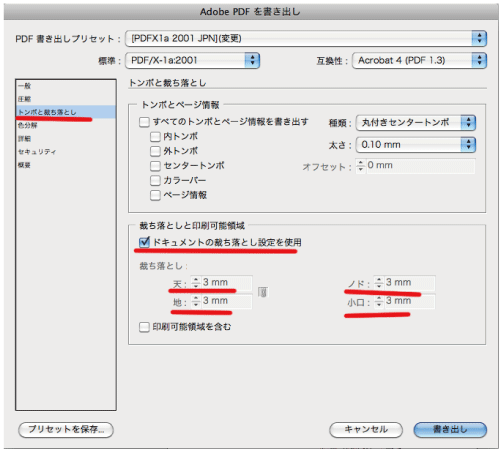 Adobe PDF を書き出し
PDF 書き出しプリセット： [PDFX1a 2001 JPN](変更)
標準： PDF/X-1a:2001 互換性： Acrobat 4 (PDF 1.3)
一般
圧縮
トンボと裁ち落とし
色分解
詳細
セキュリティ
概要
トンボと裁ち落とし
トンボとページ情報
すべてのトンボとページ情報を書き出す 種類： 丸付きセンタートンボ
内トンボ 太さ： 0.10 mm
外トンボ
センタートンボ オフセット： 0 mm
カラーバー
ページ情報
裁ち落としと印刷可能領域
ドキュメントの裁ち落とし設定を使用
裁ち落とし：
天： 3 mm ノド： 3 mm
地： 3 mm 小口： 3 mm
印刷可能領域を含む
プリセットを保存... キャンセル 書き出し